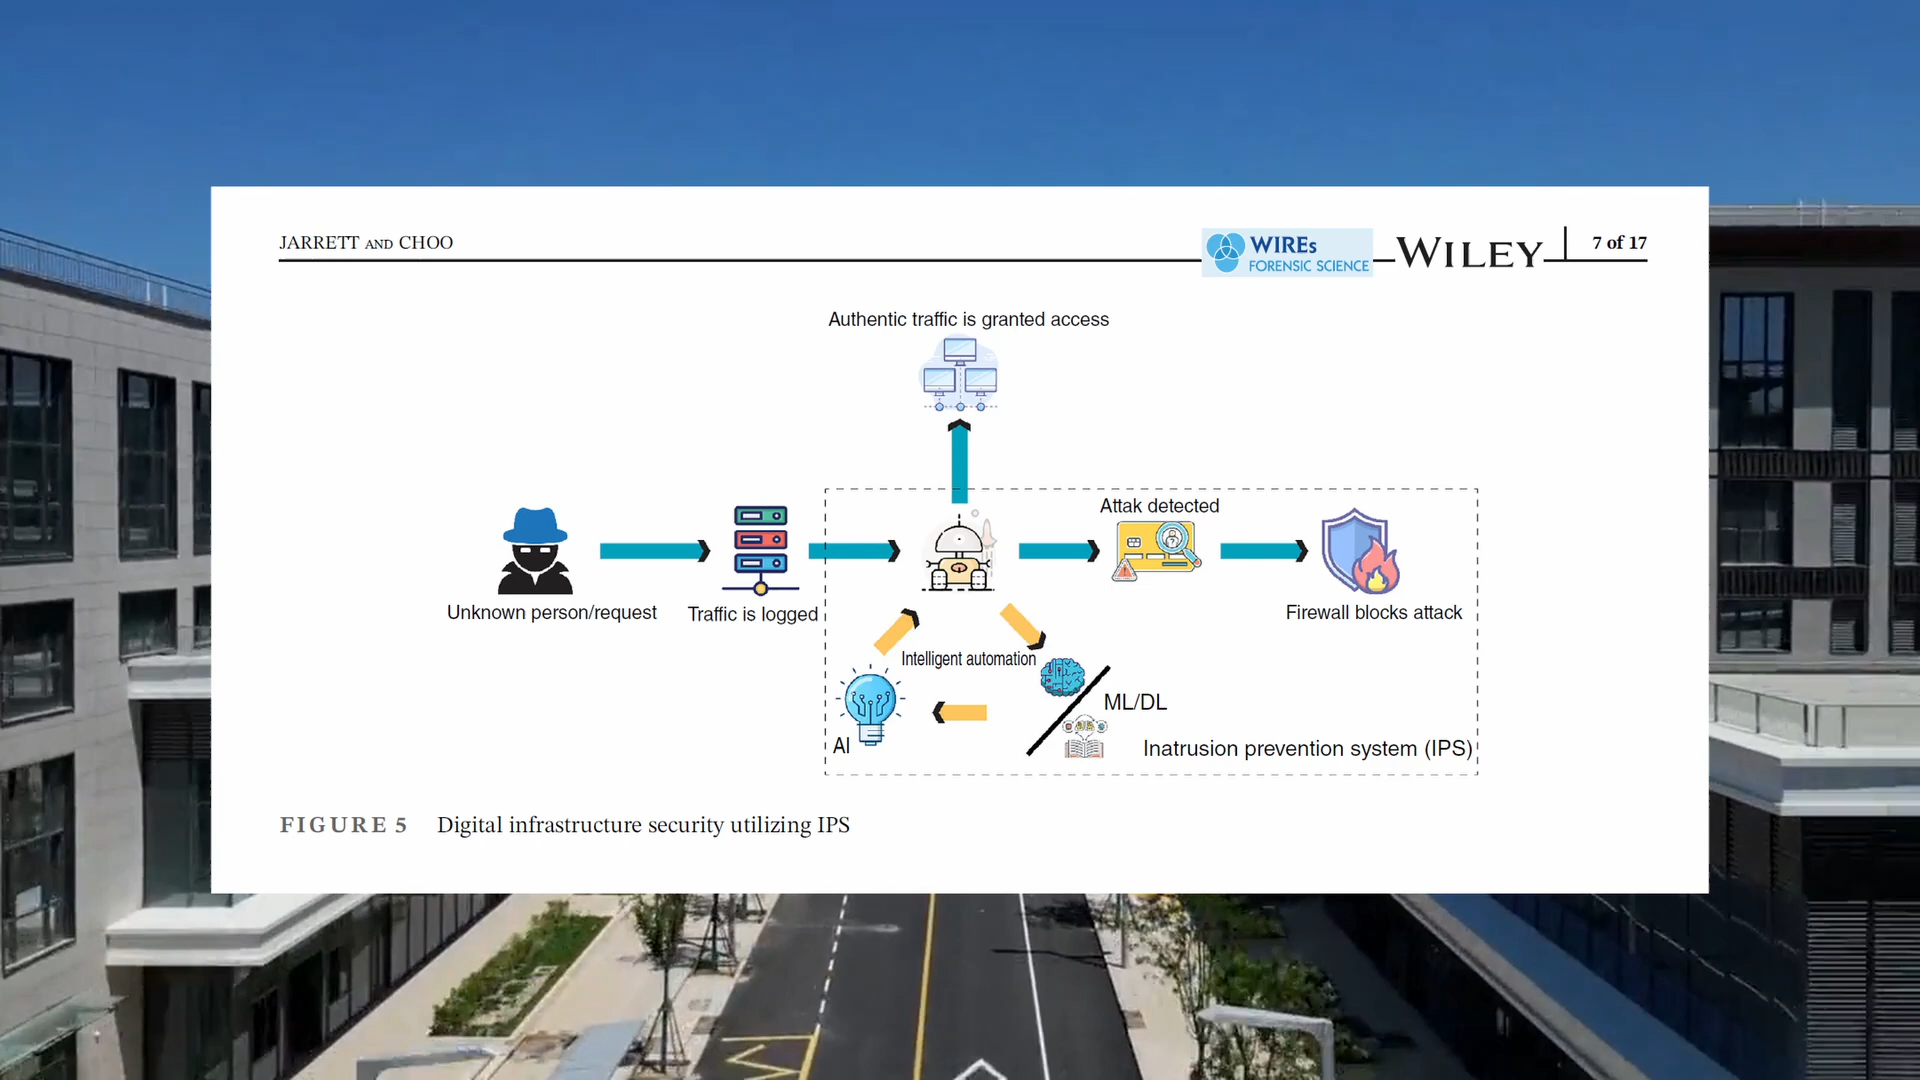 JARRETT AND CHOO
WIREs
FORENSIC SCIENCE
WILEY
7 of 17
Authentic traffic is granted access
Attak detected
Unknown person/request
Traffic is logged
Firewall blocks attack
Intelligent automation
ML/DL
AI
Inatrusion prevention system (IPS)
FIGURE 5 Digital infrastructure security utilizing IPS